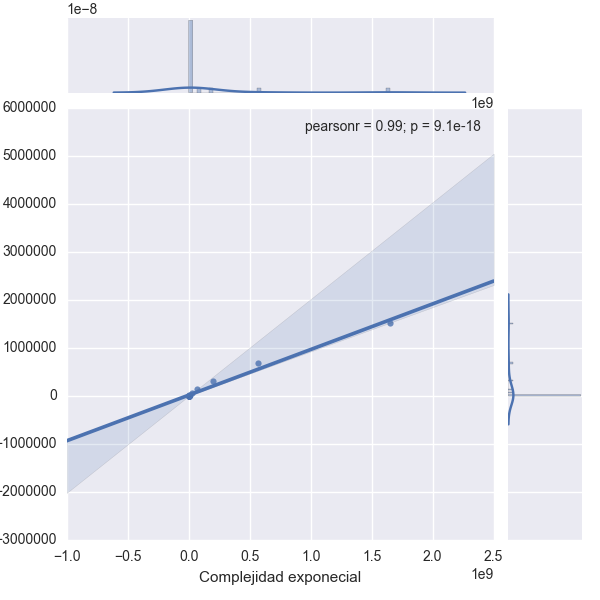 1e−8
1e9
pearsonr = 0.99; p = 9.1e-18
6000000
5000000
4000000
3000000
2000000
1000000
0
−1000000
−2000000
−3000000
−1.0 −0.5 0.0 0.5 1.0 1.5 2.0 2.5
Complejidad exponecial
1e9